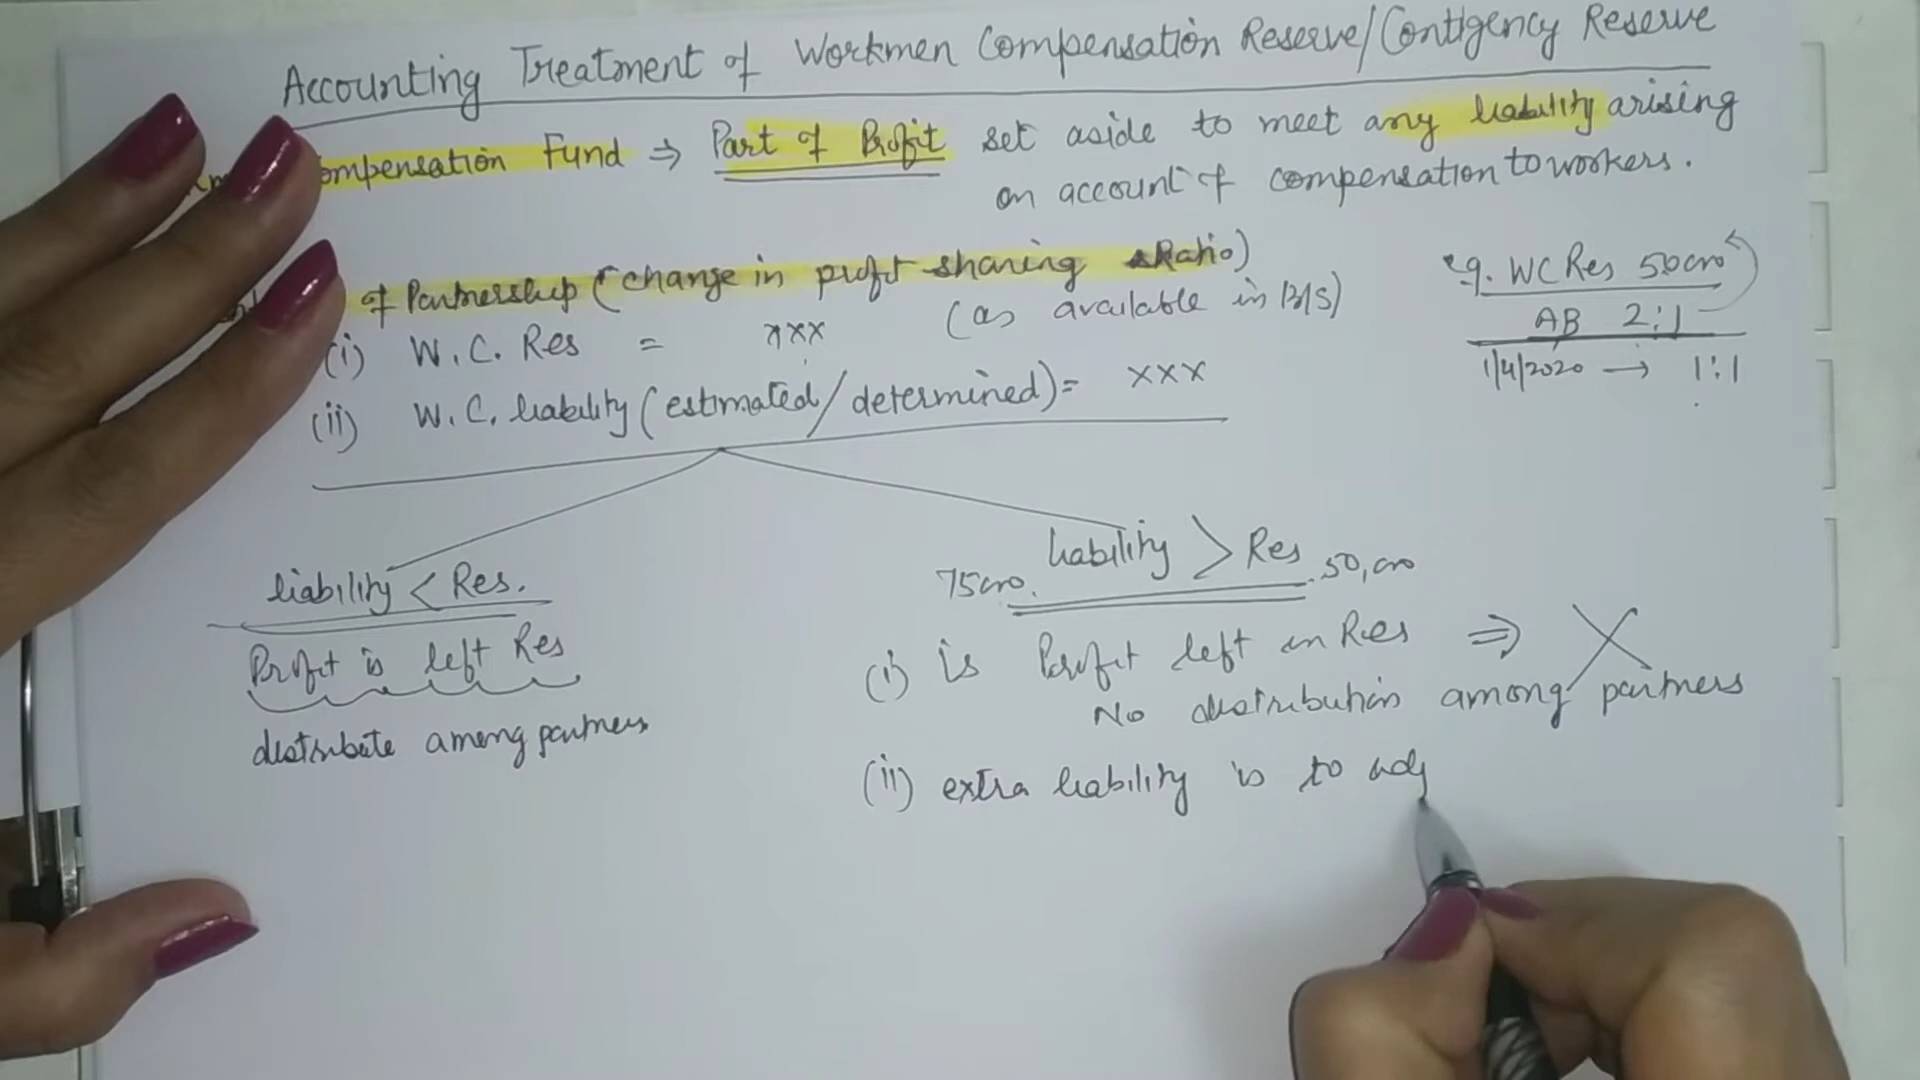 Accounting Treatment of Workmen Compensation Reserve/Contigency Reserve
ompensation Fund ⇒ Part of Profit set aside to meet any liability arising
on account of compensation to workers.
of Partnership (change in profit sharing Ratio)
(i) W.C. Res = xxx (as available in B/S)
(ii) W.C. liability (estimated/determined) = xxx
eg. WC Res 50,000
AB 2:1
1/4/2020 → 1:1
liability < Res.
Profit is left Res
distribute among partners
75000. liability > Res. 50,000
(i) is Profit left in Res ⇒ X
No distribution among partners
(ii) extra liability is to adj